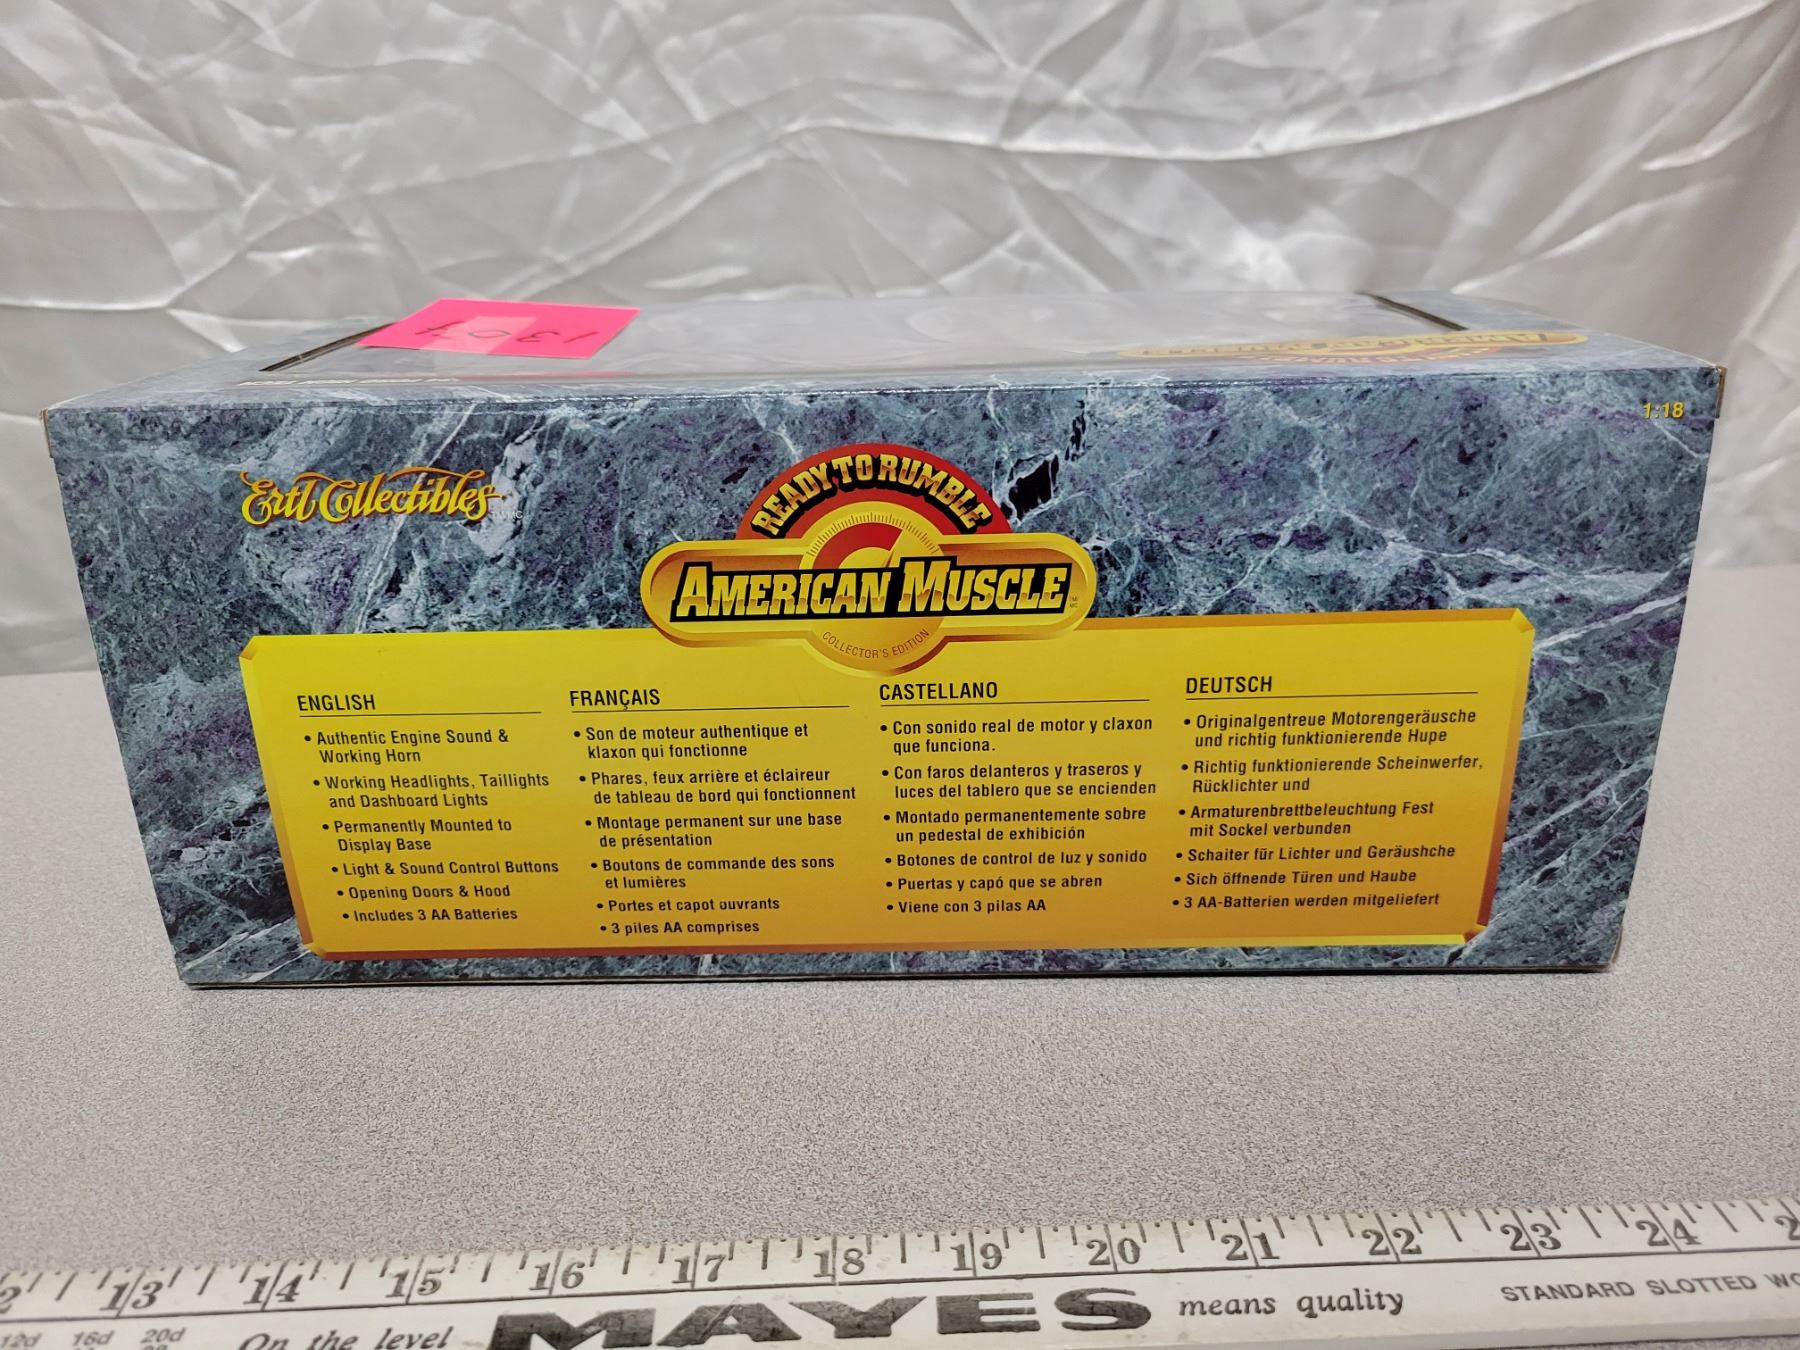 1307
AMERICAN MUSCLE
1:18
Ertl Collectibles
READY TO RUMBLE
AMERICAN MUSCLE
COLLECTOR'S EDITION
ENGLISH
• Authentic Engine Sound &
Working Horn
• Working Headlights, Taillights
and Dashboard Lights
• Permanently Mounted to
Display Base
• Light & Sound Control Buttons
• Opening Doors & Hood
• Includes 3 AA Batteries
FRANÇAIS
• Son de moteur authentique et
klaxon qui fonctionne
• Phares, feux arrière et éclaireur
de tableau de bord qui fonctionnent
• Montage permanent sur une base
de présentation
• Boutons de commande des sons
et lumières
• Portes et capot ouvrants
• 3 piles AA comprises
CASTELLANO
• Con sonido real de motor y claxon
que funciona.
• Con faros delanteros y traseros y
luces del tablero que se encienden
• Montado permanentemente sobre
un pedestal de exhibición
• Botones de control de luz y sonido
• Puertas y capó que se abren
• Viene con 3 pilas AA
DEUTSCH
• Originalgentreue Motorengeräusche
und richtig funktionierende Hupe
• Richtig funktionierende Scheinwerfer,
Rücklichter und
• Armaturenbrettbeleuchtung Fest
mit Sockel verbunden
• Schaiter für Lichter und Geräushche
• Sich öffnende Türen und Haube
• 3 AA-Batterien werden mitgeliefert
13 14 15 16 17 18 19 20 21 22 23 24
12d 16d 20d
On the level MAYES means quality STANDARD SLOTTED